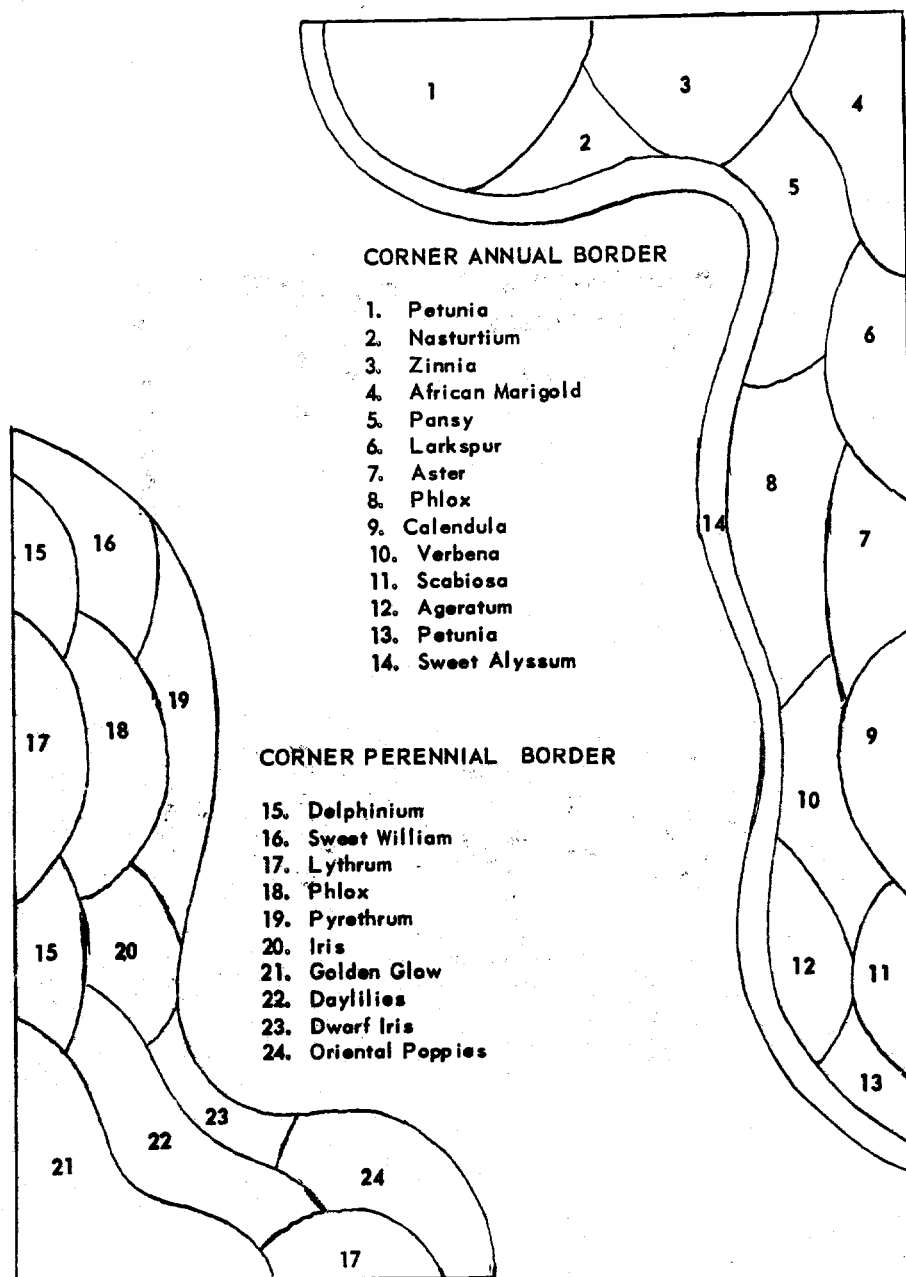 1
3
4
2
5
CORNER ANNUAL BORDER
1. Petunia
2. Nasturtium
3. Zinnia
4. African Marigold
5. Pansy
6. Larkspur
7. Aster
8. Phlox
9. Calendula
10. Verbena
11. Scabiosa
12. Ageratum
13. Petunia
14. Sweet Alyssum
6
8
14
7
9
10
12
11
13
15
16
19
17
18
CORNER PERENNIAL BORDER
15. Delphinium
16. Sweet William
17. Lythrum
18. Phlox
19. Pyrethrum
20. Iris
21. Golden Glow
22. Daylilies
23. Dwarf Iris
24. Oriental Poppies
15
20
23
22
21
24
17